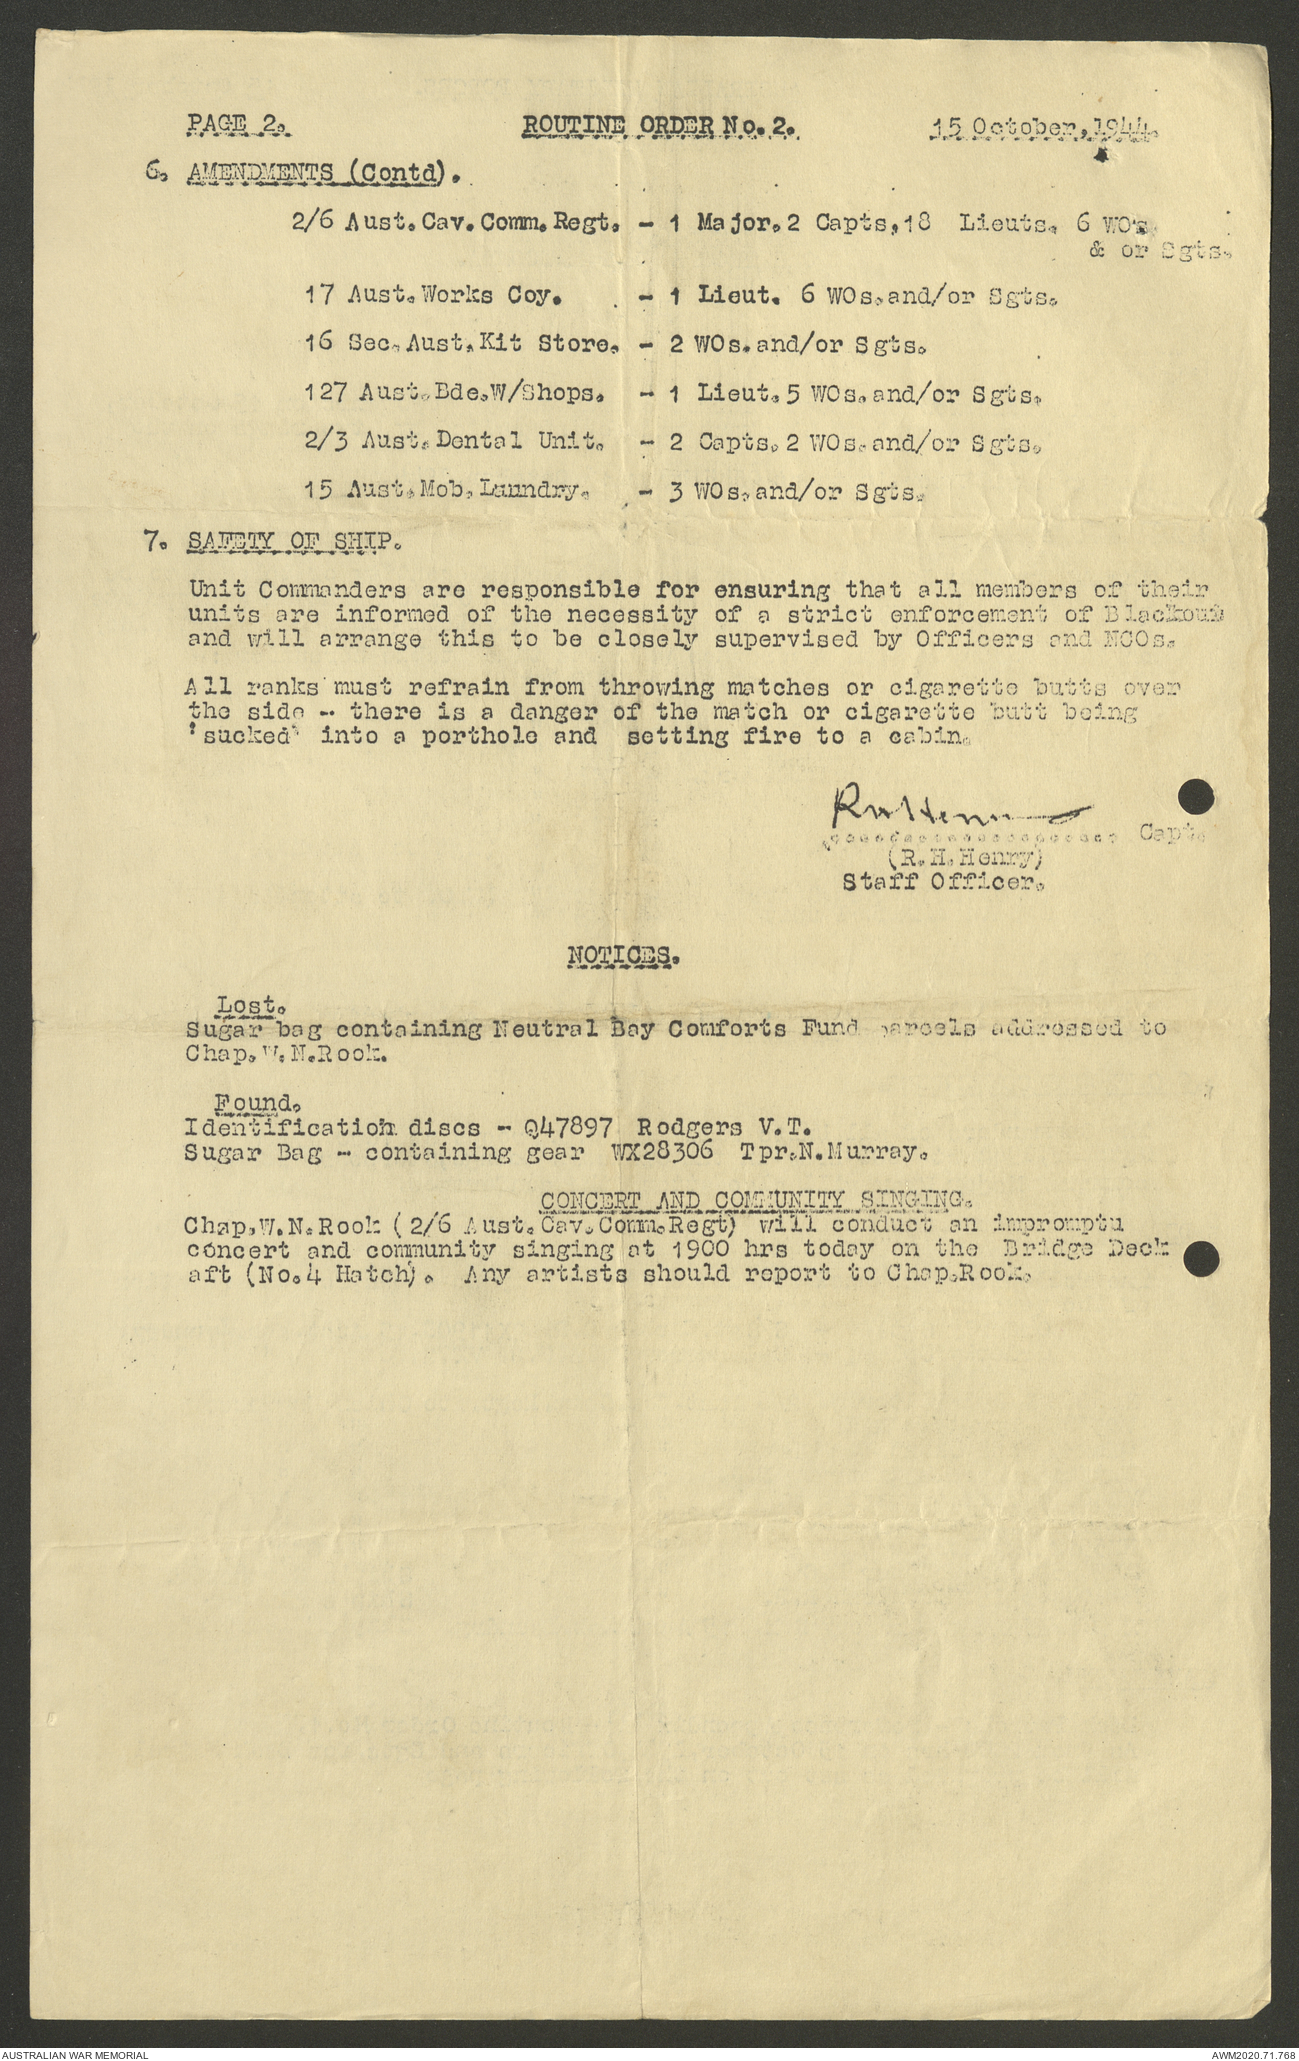 PAGE 2. ROUTINE ORDER No. 2. 15 October, 1944.
6. AMENDMENTS (Contd).
2/6 Aust. Cav. Comm. Regt. - 1 Major. 2 Capts, 18 Lieuts. 6 WOs.
& or Sgts.
17 Aust. Works Coy. - 1 Lieut. 6 WOs. and/or Sgts.
16 Sec. Aust. Kit Store. - 2 WOs. and/or Sgts.
127 Aust. Bde. W/Shops. - 1 Lieut. 5 WOs. and/or Sgts.
2/3 Aust. Dental Unit. - 2 Capts. 2 WOs. and/or Sgts.
15 Aust. Mob. Laundry. - 3 WOs. and/or Sgts.
7. SAFETY OF SHIP.
Unit Commanders are responsible for ensuring that all members of their
units are informed of the necessity of a strict enforcement of Blackout
and will arrange this to be closely supervised by Officers and NCOs.
All ranks must refrain from throwing matches or cigarette butts over
the side - there is a danger of the match or cigarette butt being
'sucked' into a porthole and setting fire to a cabin.
R H Henry
.................... Capt.
(R.H. Henry)
Staff Officer.
NOTICES.
Lost.
Sugar bag containing Neutral Bay Comforts Fund parcels addressed to
Chap. W. N. Rook.
Found.
Identification discs - Q47897 Rodgers V.T.
Sugar Bag - containing gear WX28306 Tpr. N. Murray.
CONCERT AND COMMUNITY SINGING.
Chap. W. N. Rook (2/6 Aust. Cav. Comm. Regt) will conduct an impromptu
concert and community singing at 1900 hrs today on the Bridge Deck
aft (No. 4 Hatch). Any artists should report to Chap. Rook.
AUSTRALIAN WAR MEMORIAL AWM2020.71.768